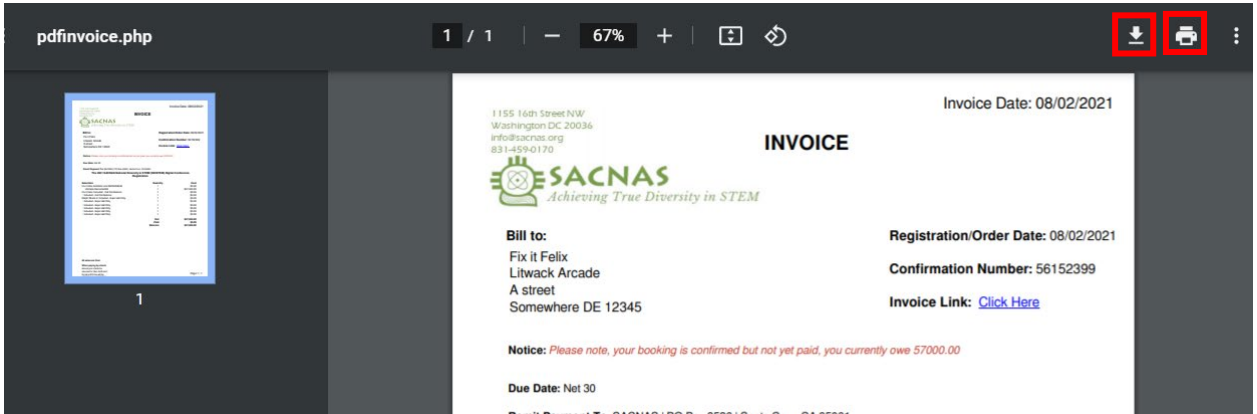 pdfinvoice.php
1 / 1
67%
1
1155 16th Street NW
Washington DC 20036
info@sacnas.org
831-459-0170
Invoice Date: 08/02/2021
INVOICE
SACNAS
Achieving True Diversity in STEM
Bill to:
Fix it Felix
Litwack Arcade
A street
Somewhere DE 12345
Registration/Order Date: 08/02/2021
Confirmation Number: 56152399
Invoice Link: Click Here
Notice: Please note, your booking is confirmed but not yet paid, you currently owe 57000.00
Due Date: Net 30